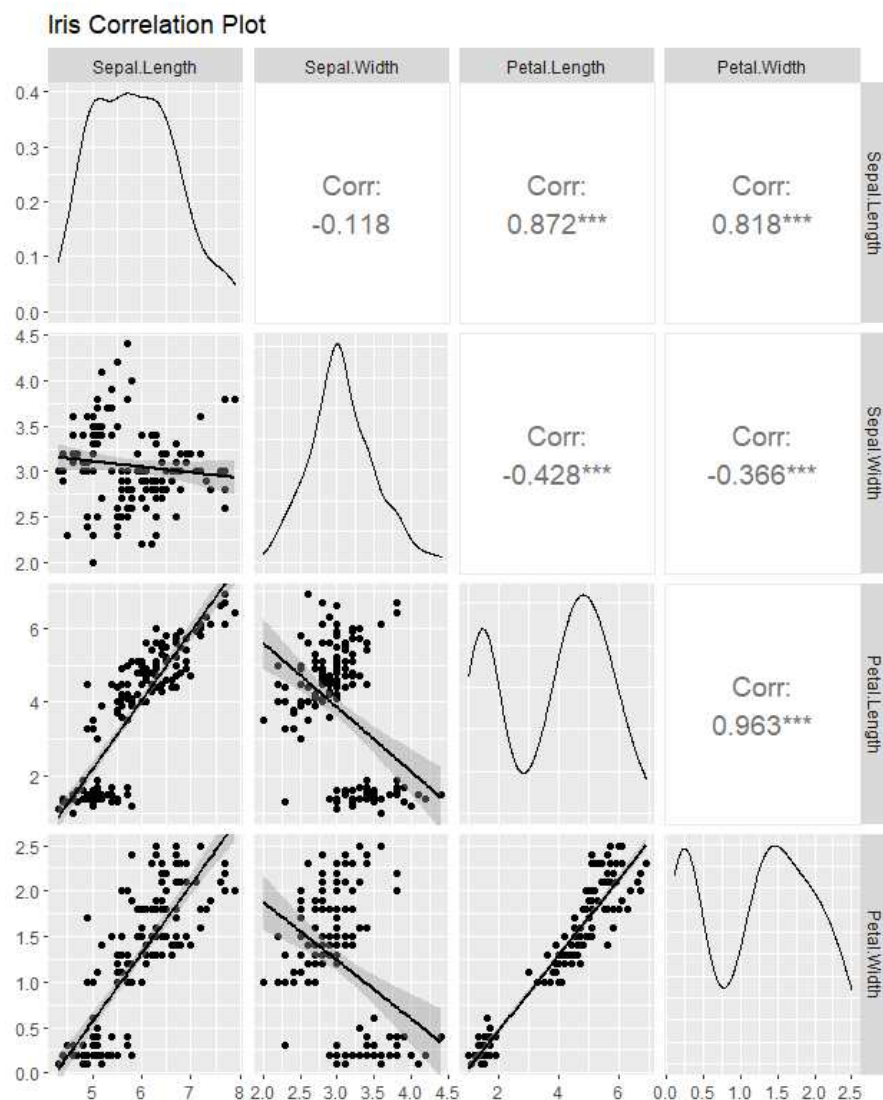 Iris Correlation Plot
Sepal.Length
Sepal.Width
Petal.Length
Petal.Width
0.4
0.3
0.2
0.1
0.0
Corr:
-0.118
Corr:
0.872***
Corr:
0.818***
Sepal.Length
4.5
4.0
3.5
3.0
2.5
2.0
Corr:
-0.428***
Corr:
-0.366***
Sepal.Width
6
4
2
Corr:
0.963***
Petal.Length
2.5
2.0
1.5
1.0
0.5
0.0
Petal.Width
5 6 7 8
2.0 2.5 3.0 3.5 4.0 4.5
2 4 6
0.0 0.5 1.0 1.5 2.0 2.5